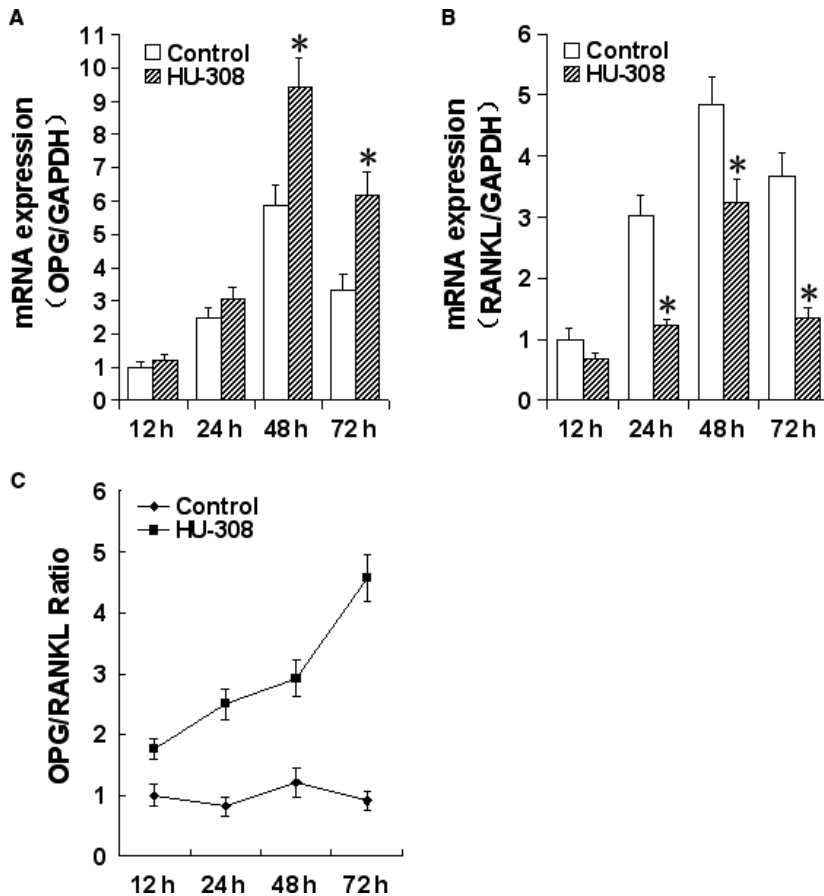 A
mRNA expression
(OPG/GAPDH)
11
10
9
8
7
6
5
4
3
2
1
0
Control
HU-308
*
*
12 h 24 h 48 h 72 h
B
mRNA expression
(RANKL/GAPDH)
6
5
4
3
2
1
0
Control
HU-308
*
*
*
12 h 24 h 48 h 72 h
C
OPG/RANKL Ratio
6
5
4
3
2
1
0
Control
HU-308
12 h 24 h 48 h 72 h